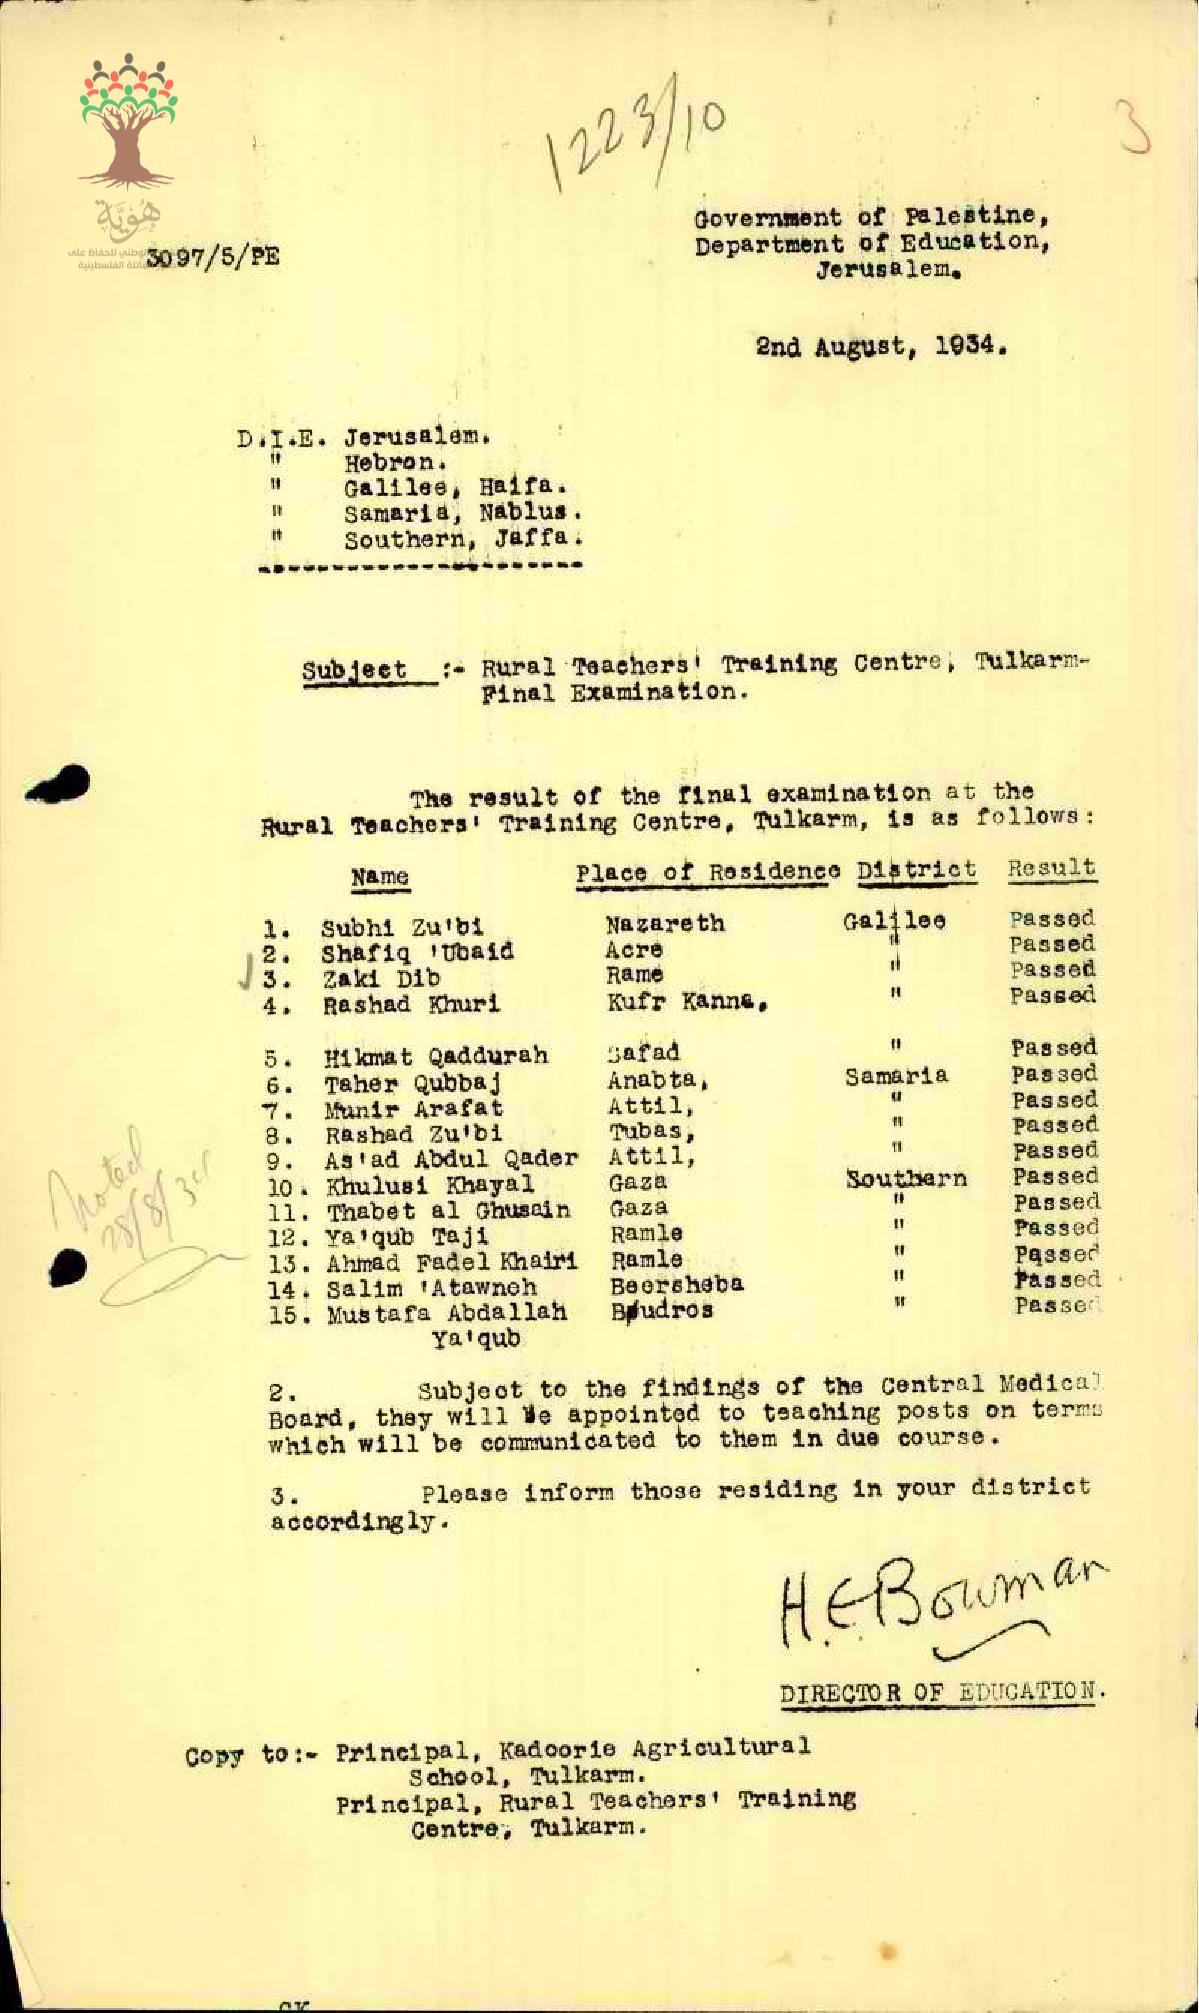 1223/10
3
هُويَّة
الوطني للحفاظ على
العائلة الفلسطينية
3097/5/PE
Government of Palestine,
Department of Education,
Jerusalem.
2nd August, 1934.
D.I.E. Jerusalem.
" Hebron.
" Galilee, Haifa.
" Samaria, Nablus.
" Southern, Jaffa.
Subject :- Rural Teachers' Training Centre, Tulkarm-
Final Examination.
The result of the final examination at the
Rural Teachers' Training Centre, Tulkarm, is as follows:
Name Place of Residence District Result
1. Subhi Zu'bi Nazareth Galilee Passed
2. Shafiq 'Ubaid Acre " Passed
3. Zaki Dib Rame " Passed
4. Rashad Khuri Kufr Kanna, " Passed
5. Hikmat Qaddurah Safad " Passed
6. Taher Qubbaj Anabta, Samaria Passed
7. Munir Arafat Attil, " Passed
8. Rashad Zu'bi Tubas, " Passed
9. As'ad Abdul Qader Attil, " Passed
10. Khulusi Khayal Gaza Southern Passed
11. Thabet al Ghusain Gaza " Passed
12. Ya'qub Taji Ramle " Passed
13. Ahmad Fadel Khairi Ramle " Passed
14. Salim 'Atawneh Beersheba " Passed
15. Mustafa Abdallah Boudros " Passed
Ya'qub
Noted
28/8/34
2. Subject to the findings of the Central Medical
Board, they will be appointed to teaching posts on terms
which will be communicated to them in due course.
3. Please inform those residing in your district
accordingly.
H.E. Bowman
DIRECTOR OF EDUCATION.
Copy to:- Principal, Kadoorie Agricultural
School, Tulkarm.
Principal, Rural Teachers' Training
Centre, Tulkarm.